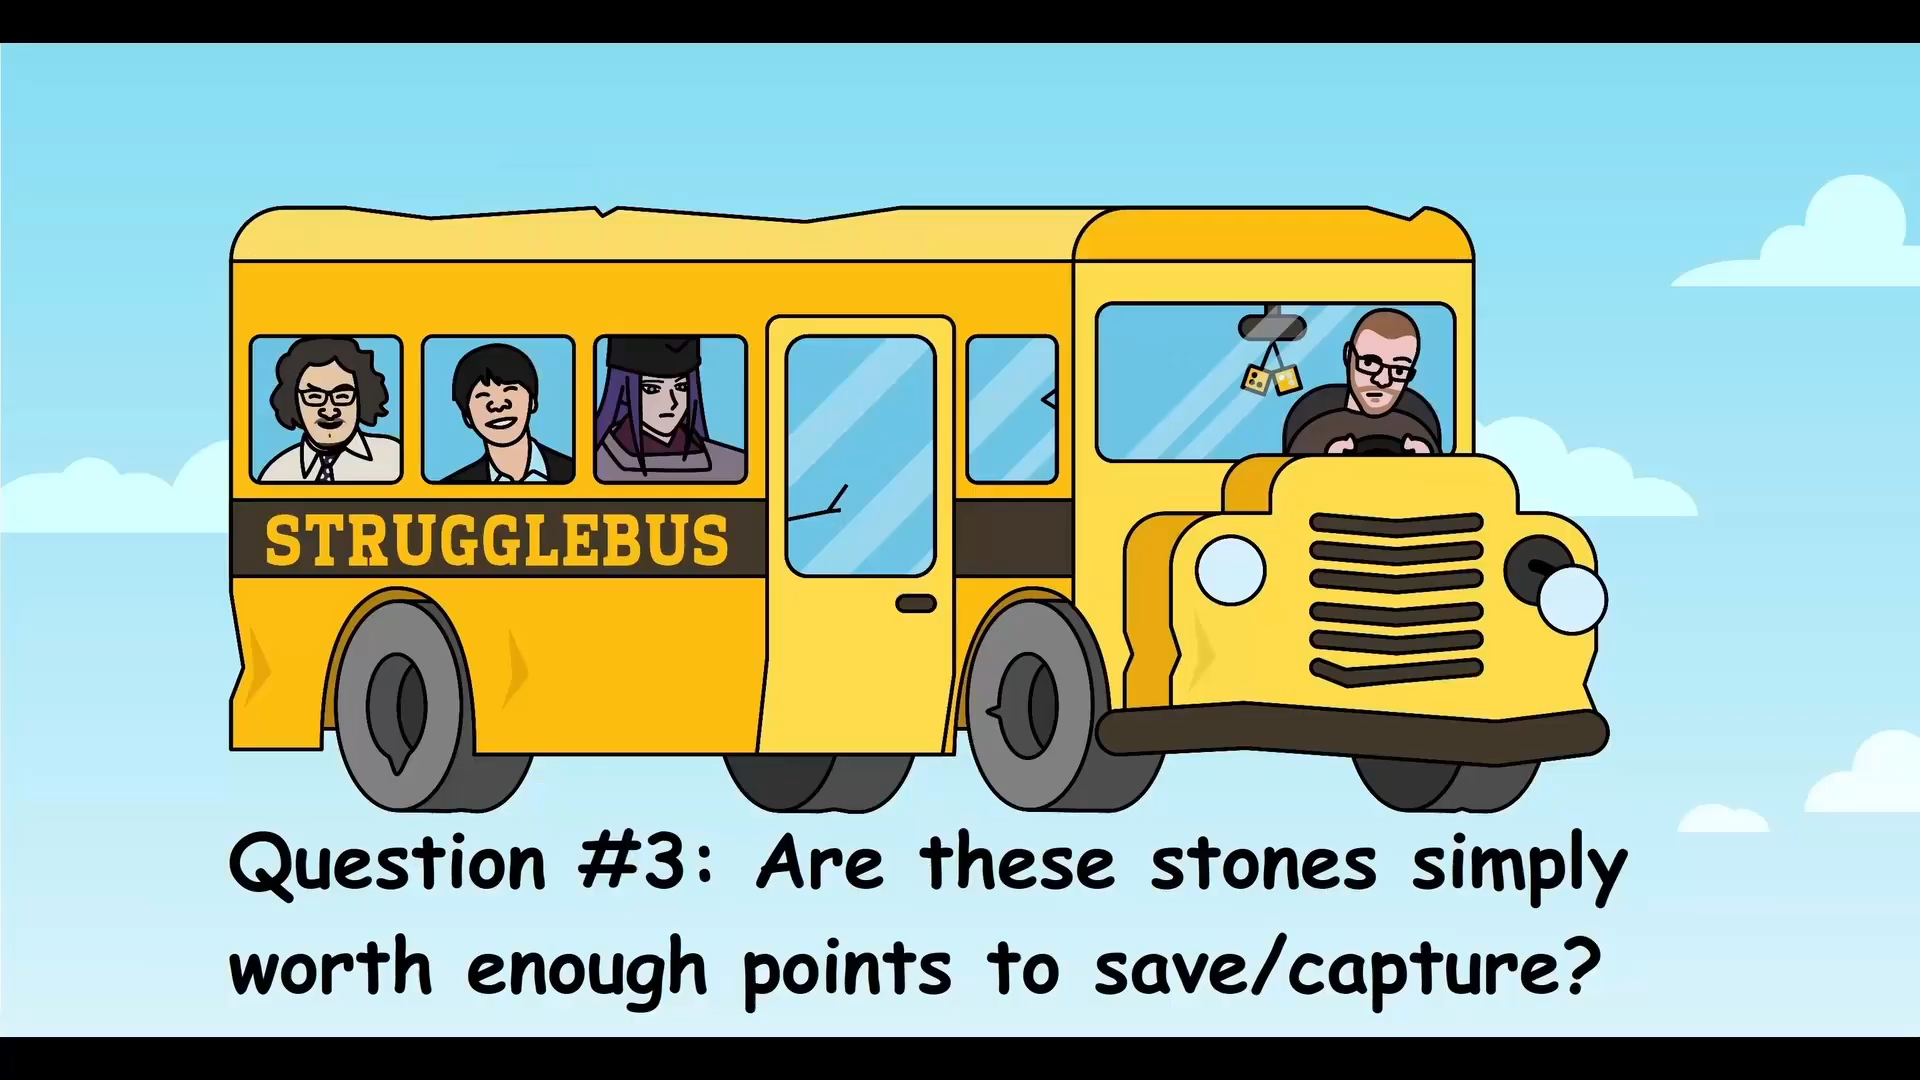 STRUGGLEBUS
Question #3: Are these stones simply
worth enough points to save/capture?